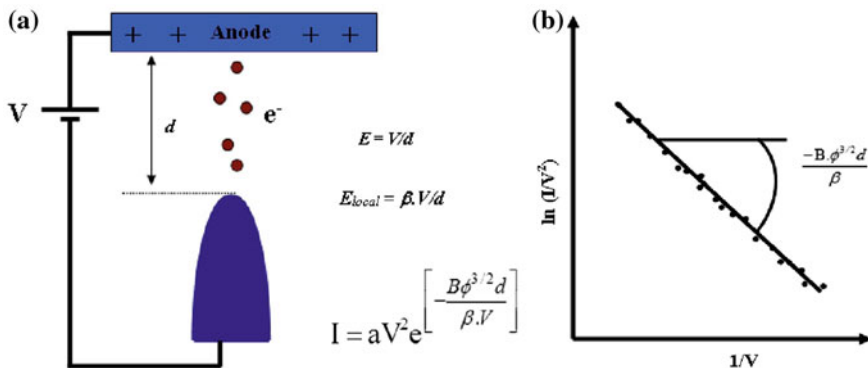 (a)
+ + Anode + +
V
d
e⁻
E = V/d
E_local = β.V/d
I = aV²e^[−Bφ^{3/2}d / β.V]
(b)
ln (I/V²)
−B.φ^{3/2}d / β
1/V